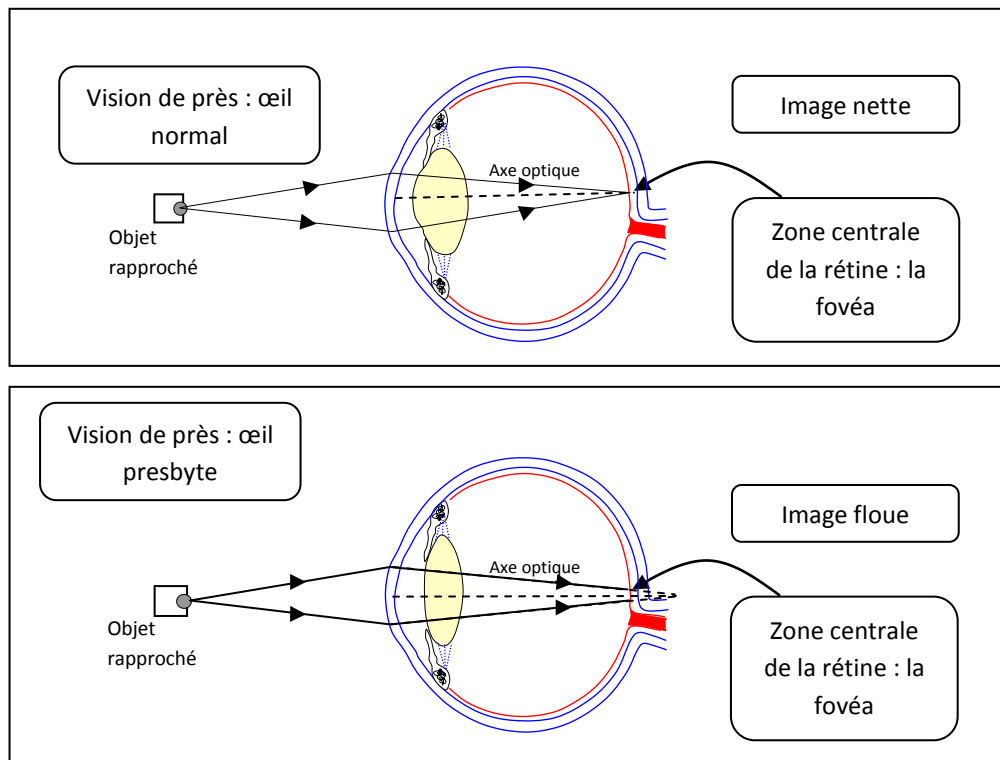 Vision de près : œil
normal
Image nette
Axe optique
Objet
rapproché
Zone centrale
de la rétine : la
fovéa
Vision de près : œil
presbyte
Image floue
Axe optique
Objet
rapproché
Zone centrale
de la rétine : la
fovéa